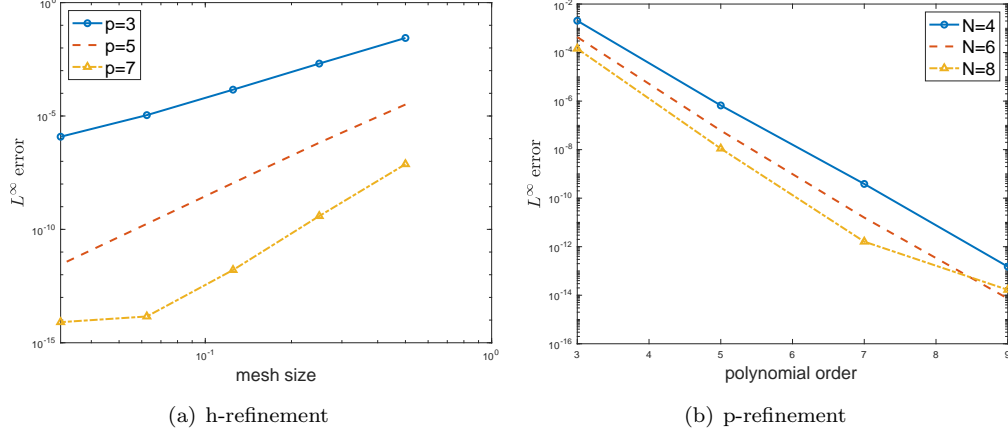 10^0
10^-5
10^-10
10^-15
L^∞ error
p=3
p=5
p=7
10^-1
10^0
mesh size
(a) h-refinement
10^-2
10^-4
10^-6
10^-8
10^-10
10^-12
10^-14
10^-16
L^∞ error
N=4
N=6
N=8
3 4 5 6 7 8 9
polynomial order
(b) p-refinement